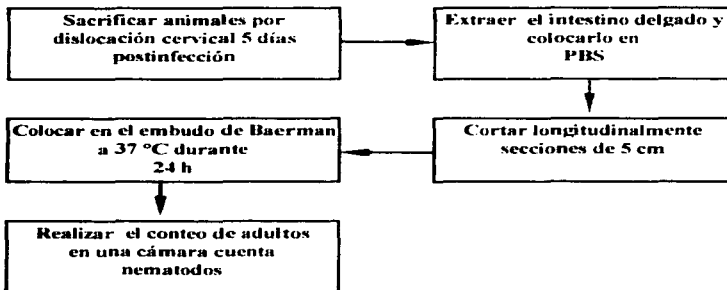 Sacrificar animales por
dislocación cervical 5 días
postinfección
Extraer el intestino delgado y
colocarlo en
PBS
Cortar longitudinalmente
secciones de 5 cm
Colocar en el embudo de Baerman
a 37 °C durante
24 h
Realizar el conteo de adultos
en una cámara cuenta
nematodos